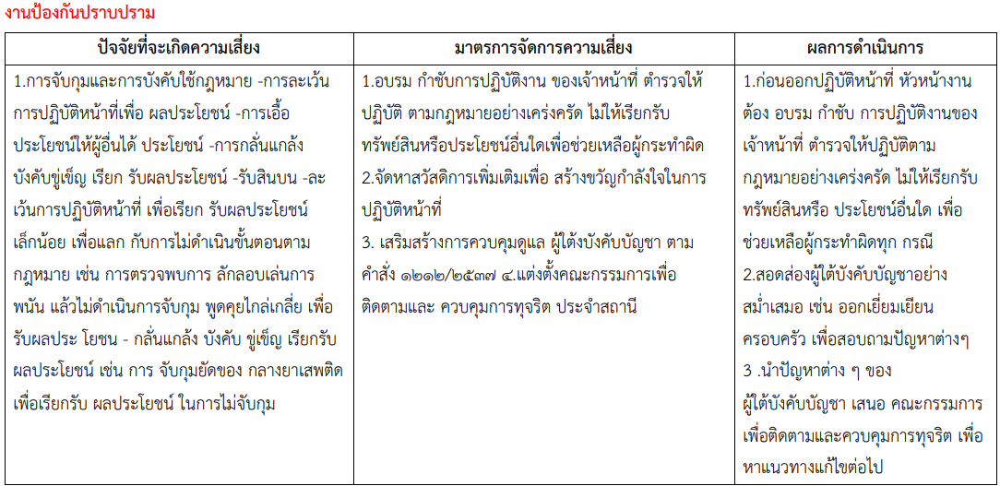 งานป้องกันปราบปราม
ปัจจัยที่จะเกิดความเสี่ยง
มาตรการจัดการความเสี่ยง
ผลการดำเนินการ
1.การจับกุมและการบังคับใช้กฎหมาย -การละเว้น
การปฏิบัติหน้าที่เพื่อ ผลประโยชน์ -การเอื้อ
ประโยชน์ให้ผู้อื่นได้ ประโยชน์ -การกลั่นแกล้ง
บังคับขู่เข็ญ เรียก รับผลประโยชน์ -รับสินบน -ละ
เว้นการปฏิบัติหน้าที่ เพื่อเรียก รับผลประโยชน์
เล็กน้อย เพื่อแลก กับการไม่ดำเนินขั้นตอนตาม
กฎหมาย เช่น การตรวจพบการ ลักลอบเล่นการ
พนัน แล้วไม่ดำเนินการจับกุม พูดคุยไกล่เกลี่ย เพื่อ
รับผลประ โยชน - กลั่นแกล้ง บังคับ ขู่เข็ญ เรียกรับ
ผลประโยชน์ เช่น การ จับกุมยัดของ กลางยาเสพติด
เพื่อเรียกรับ ผลประโยชน์ ในการไม่จับกุม
1.อบรม กำชับการปฏิบัติงาน ของเจ้าหน้าที่ ตำรวจให้
ปฏิบัติ ตามกฎหมายอย่างเคร่งครัด ไม่ให้เรียกรับ
ทรัพย์สินหรือประโยชน์อื่นใดเพื่อช่วยเหลือผู้กระทำผิด
2.จัดหาสวัสดิการเพิ่มเติมเพื่อ สร้างขวัญกำลังใจในการ
ปฏิบัติหน้าที่
3. เสริมสร้างการควบคุมดูแล ผู้ใต้งบังคับบัญชา ตาม
คำสั่ง ๑๒๑๒/๒๕๓๗ ๔.แต่งตั้งคณะกรรมการเพื่อ
ติดตามและ ควบคุมการทุจริต ประจำสถานี
1.ก่อนออกปฏิบัติหน้าที่ หัวหน้างาน
ต้อง อบรม กำชับ การปฏิบัติงานของ
เจ้าหน้าที่ ตำรวจให้ปฏิบัติตาม
กฎหมายอย่างเคร่งครัด ไม่ให้เรียกรับ
ทรัพย์สินหรือ ประโยชน์อื่นใด เพื่อ
ช่วยเหลือผู้กระทำผิดทุก กรณี
2.สอดส่องผู้ใต้บังคับบัญชาอย่าง
สม่ำเสมอ เช่น ออกเยี่ยมเยียน
ครอบครัว เพื่อสอบถามปัญหาต่างๆ
3 .นำปัญหาต่าง ๆ ของ
ผู้ใต้บังคับบัญชา เสนอ คณะกรรมการ
เพื่อติดตามและควบคุมการทุจริต เพื่อ
หาแนวทางแก้ไขต่อไป